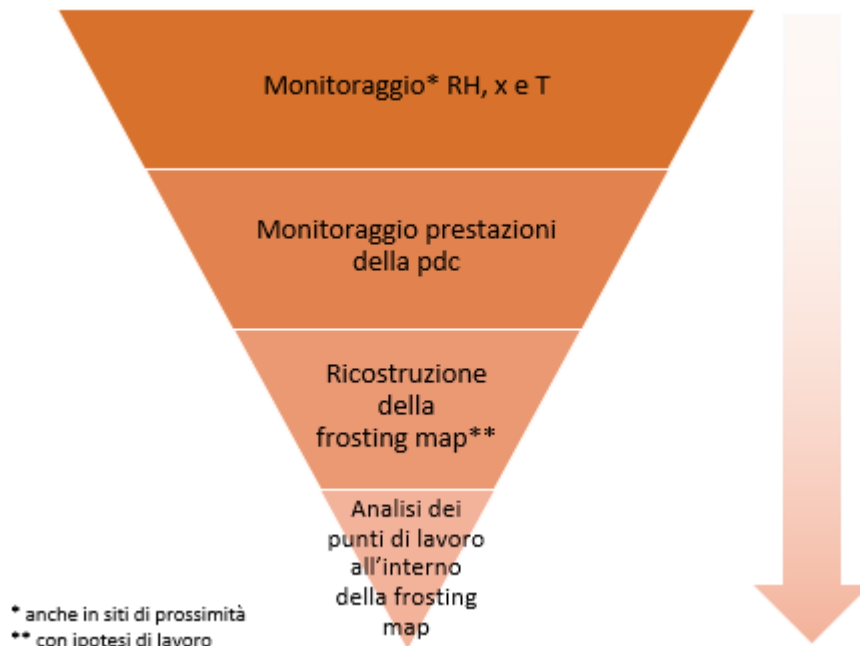 Monitoraggio* RH, x e T
Monitoraggio prestazioni
della pdc
Ricostruzione
della
frosting map**
Analisi dei
punti di lavoro
all'interno
della frosting
map
* anche in siti di prossimità
** con ipotesi di lavoro